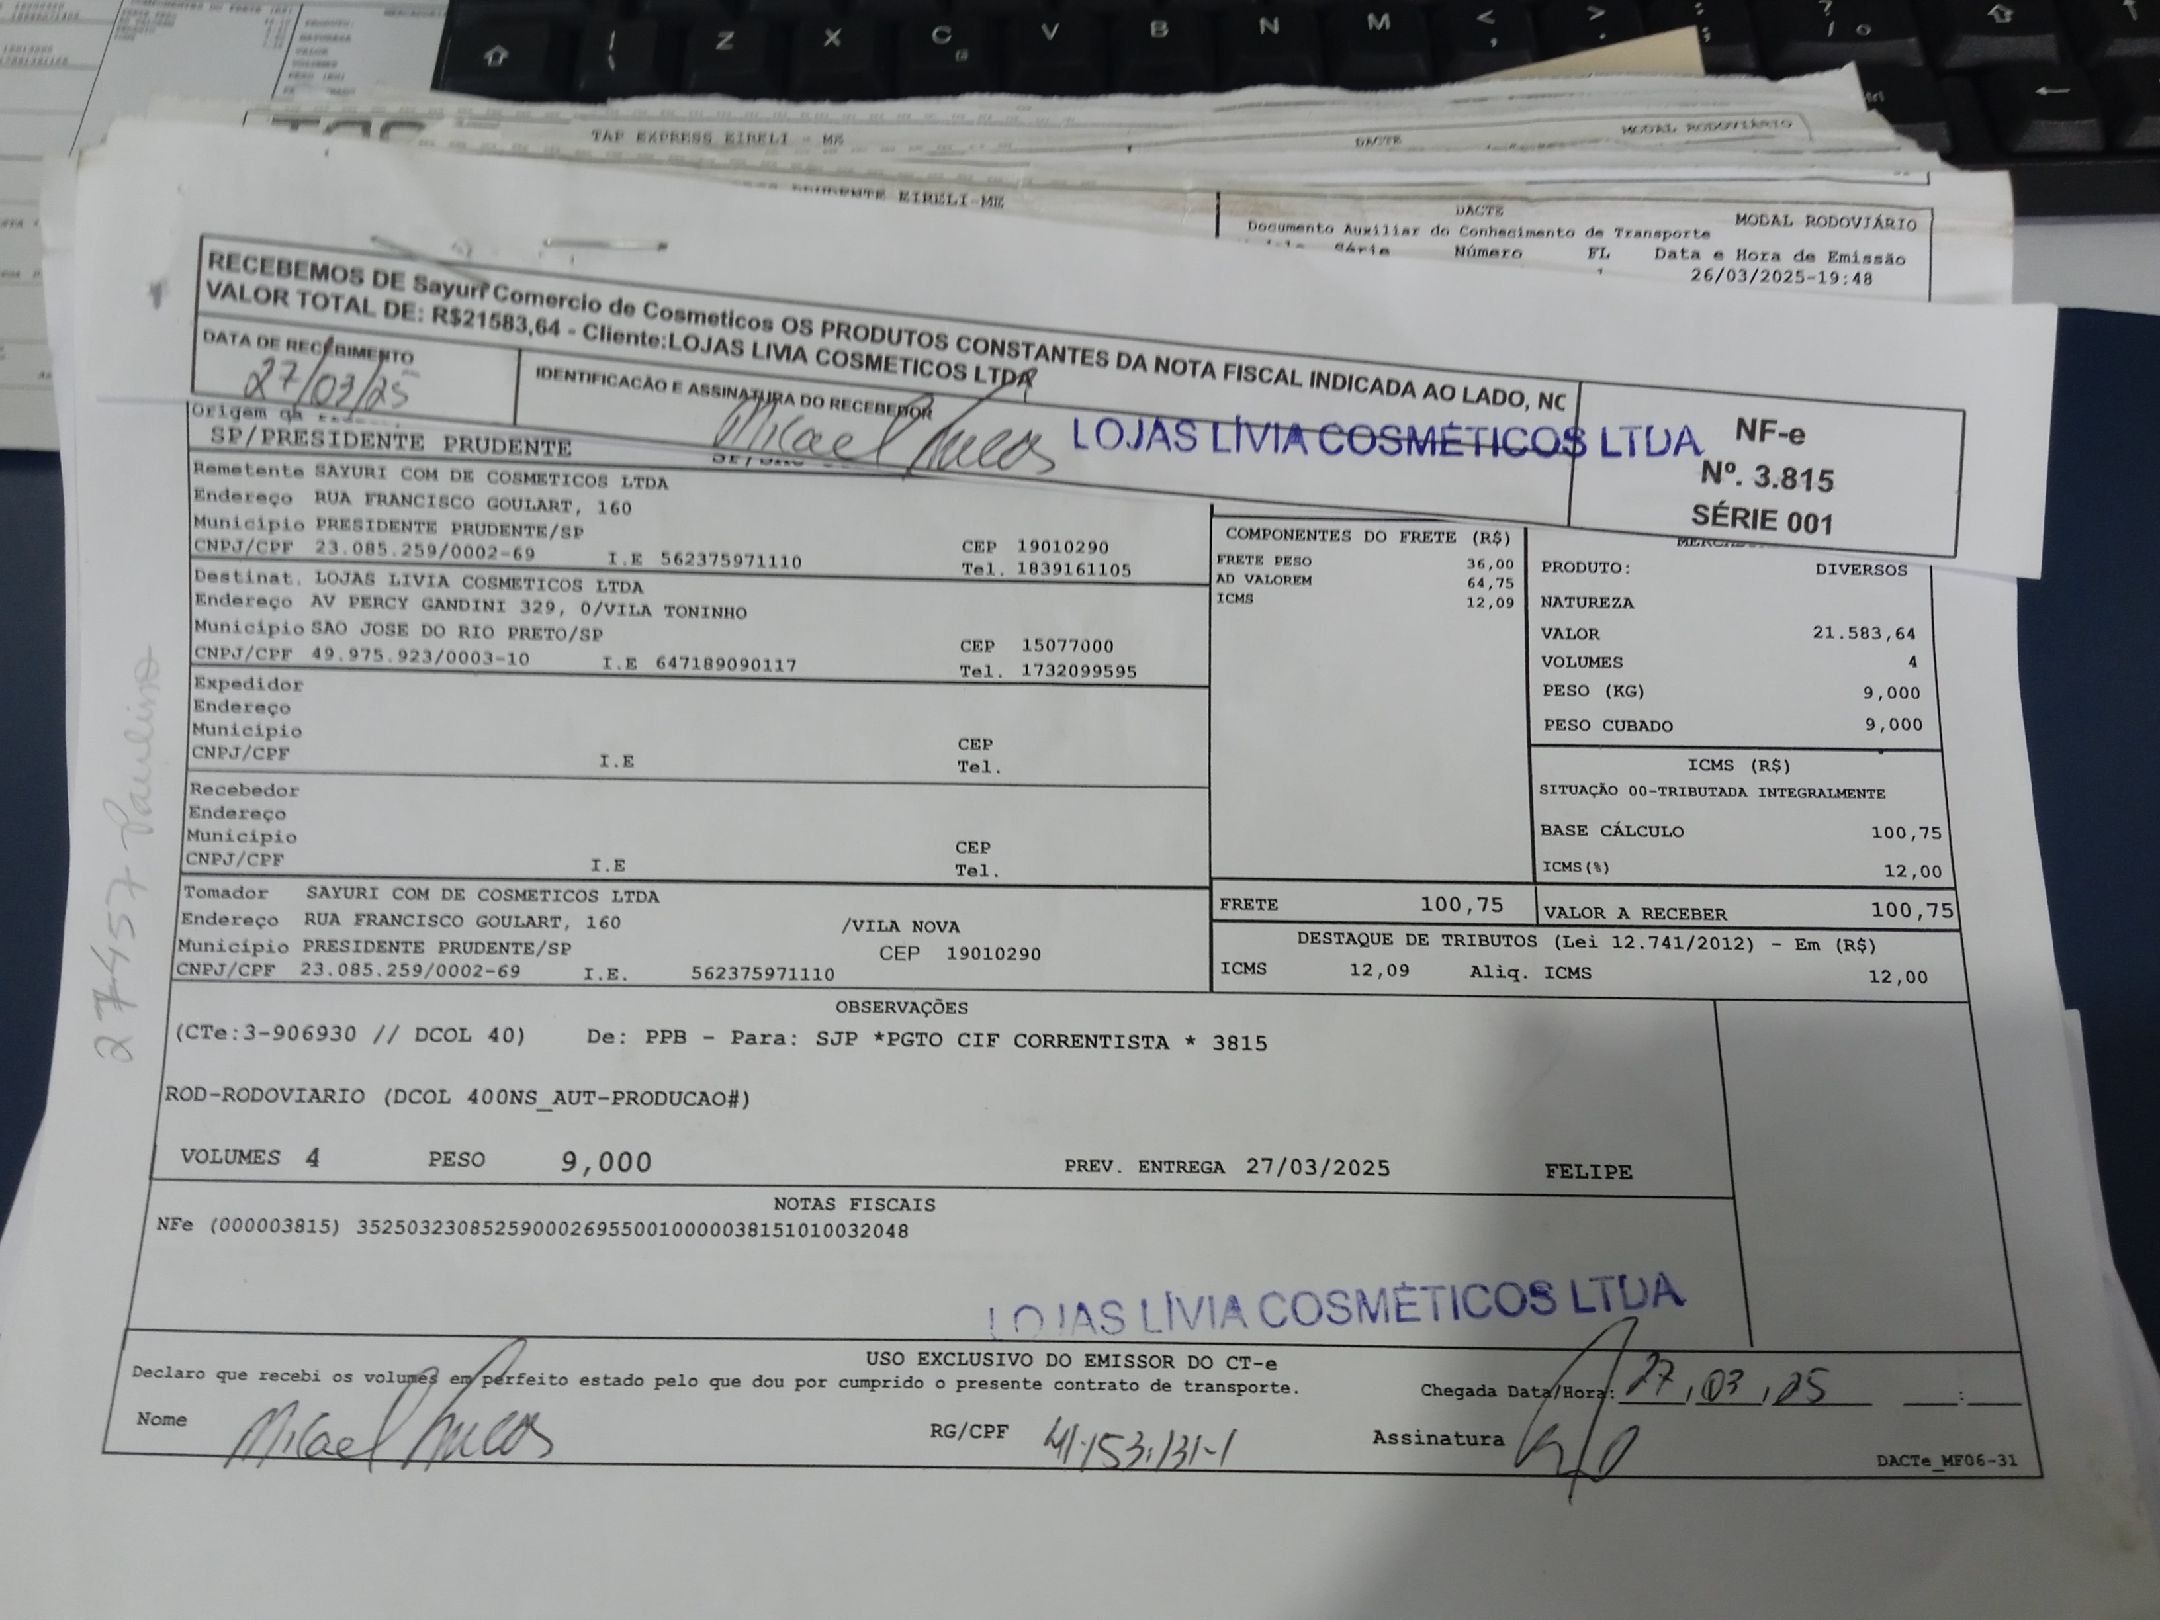 TAF EXPRESS EIRELI - ME
DACTE
MODAL RODOVIÁRIO
EIRELI-ME
DACTE
MODAL RODOVIÁRIO
Documento Auxiliar do Conhecimento de Transporte
Série Número FL Data e Hora de Emissão
26/03/2025-19:48
RECEBEMOS DE Sayuri Comercio de Cosmeticos OS PRODUTOS CONSTANTES DA NOTA FISCAL INDICADA AO LADO, NO
VALOR TOTAL DE: R$21583,64 - Cliente:LOJAS LIVIA COSMETICOS LTDA
DATA DE RECEBIMENTO
27/03/25
IDENTIFICACÃO E ASSINATURA DO RECEBEDOR
Micael
LOJAS LÍVIA COSMÉTICOS LTDA
NF-e
Nº. 3.815
SÉRIE 001
Origem
SP/PRESIDENTE PRUDENTE
Remetente SAYURI COM DE COSMETICOS LTDA
Endereço RUA FRANCISCO GOULART, 160
Município PRESIDENTE PRUDENTE/SP CEP 19010290
CNPJ/CPF 23.085.259/0002-69 I.E 562375971110 Tel. 1839161105
Destinat. LOJAS LIVIA COSMETICOS LTDA
Endereço AV PERCY GANDINI 329, 0/VILA TONINHO
Município SAO JOSE DO RIO PRETO/SP CEP 15077000
CNPJ/CPF 49.975.923/0003-10 I.E 647189090117 Tel. 1732099595
Expedidor
Endereço
Município CEP
CNPJ/CPF I.E Tel.
Recebedor
Endereço
Município CEP
CNPJ/CPF I.E Tel.
Tomador SAYURI COM DE COSMETICOS LTDA
Endereço RUA FRANCISCO GOULART, 160 /VILA NOVA
Município PRESIDENTE PRUDENTE/SP CEP 19010290
CNPJ/CPF 23.085.259/0002-69 I.E. 562375971110
COMPONENTES DO FRETE (R$)
FRETE PESO 36,00
AD VALOREM 64,75
ICMS 12,09
PRODUTO: DIVERSOS
NATUREZA
VALOR 21.583,64
VOLUMES 4
PESO (KG) 9,000
PESO CUBADO 9,000
ICMS (R$)
SITUAÇÃO 00-TRIBUTADA INTEGRALMENTE
BASE CÁLCULO 100,75
ICMS(%) 12,00
FRETE 100,75
VALOR A RECEBER 100,75
DESTAQUE DE TRIBUTOS (Lei 12.741/2012) - Em (R$)
ICMS 12,09 Aliq. ICMS 12,00
OBSERVAÇÕES
(CTe:3-906930 // DCOL 40) De: PPB - Para: SJP *PGTO CIF CORRENTISTA * 3815
ROD-RODOVIARIO (DCOL 400NS_AUT-PRODUCAO#)
VOLUMES 4 PESO 9,000 PREV. ENTREGA 27/03/2025 FELIPE
NOTAS FISCAIS
NFe (000003815) 35250323085259000269550010000038151010032048
LOJAS LÍVIA COSMÉTICOS LTDA
USO EXCLUSIVO DO EMISSOR DO CT-e
Declaro que recebi os volumes em perfeito estado pelo que dou por cumprido o presente contrato de transporte.
Chegada Data/Hora: 27,03,25 :
Nome Micael
RG/CPF 41.153.131-1
Assinatura
DACTe_MF06-31
27457 Paulino